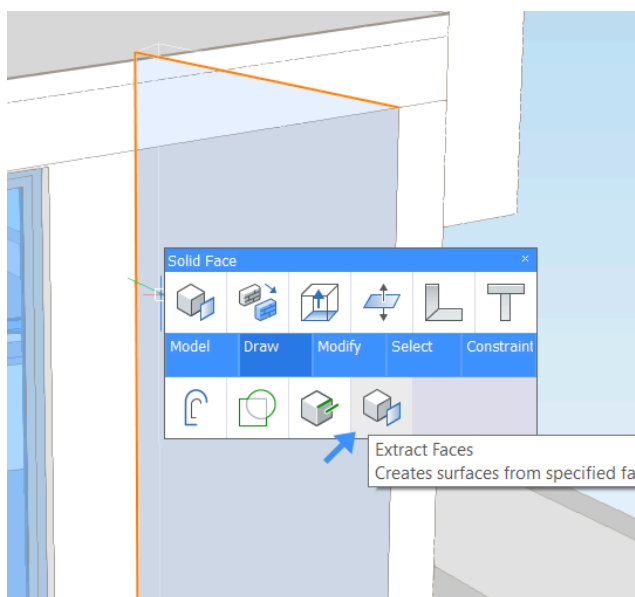 Solid Face
Model Draw Modify Select Constraint
Extract Faces
Creates surfaces from specified fa